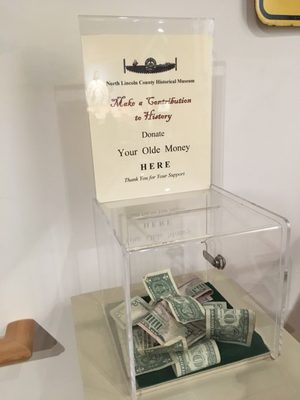 North Lincoln County Historical Museum
Make a Contribution
to History
Donate
Your Olde Money
HERE
Thank You for Your Support